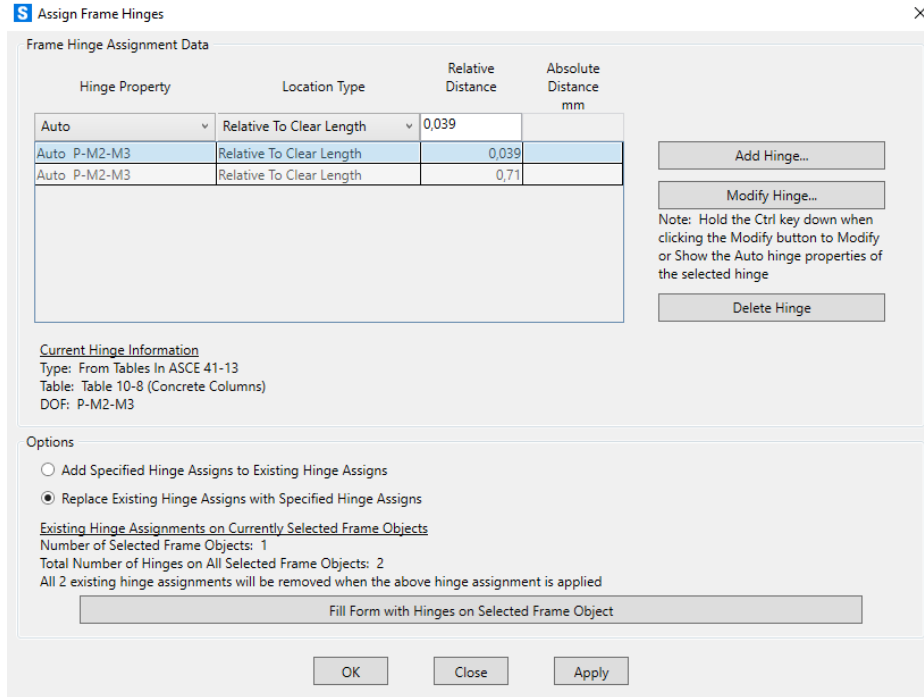 S Assign Frame Hinges
Frame Hinge Assignment Data
Hinge Property Location Type Relative Distance Absolute Distance mm
Auto Relative To Clear Length 0,039
Auto P-M2-M3 Relative To Clear Length 0,039
Auto P-M2-M3 Relative To Clear Length 0,71
Add Hinge...
Modify Hinge...
Note: Hold the Ctrl key down when
clicking the Modify button to Modify
or Show the Auto hinge properties of
the selected hinge
Delete Hinge
Current Hinge Information
Type: From Tables In ASCE 41-13
Table: Table 10-8 (Concrete Columns)
DOF: P-M2-M3
Options
Add Specified Hinge Assigns to Existing Hinge Assigns
Replace Existing Hinge Assigns with Specified Hinge Assigns
Existing Hinge Assignments on Currently Selected Frame Objects
Number of Selected Frame Objects: 1
Total Number of Hinges on All Selected Frame Objects: 2
All 2 existing hinge assignments will be removed when the above hinge assignment is applied
Fill Form with Hinges on Selected Frame Object
OK Close Apply